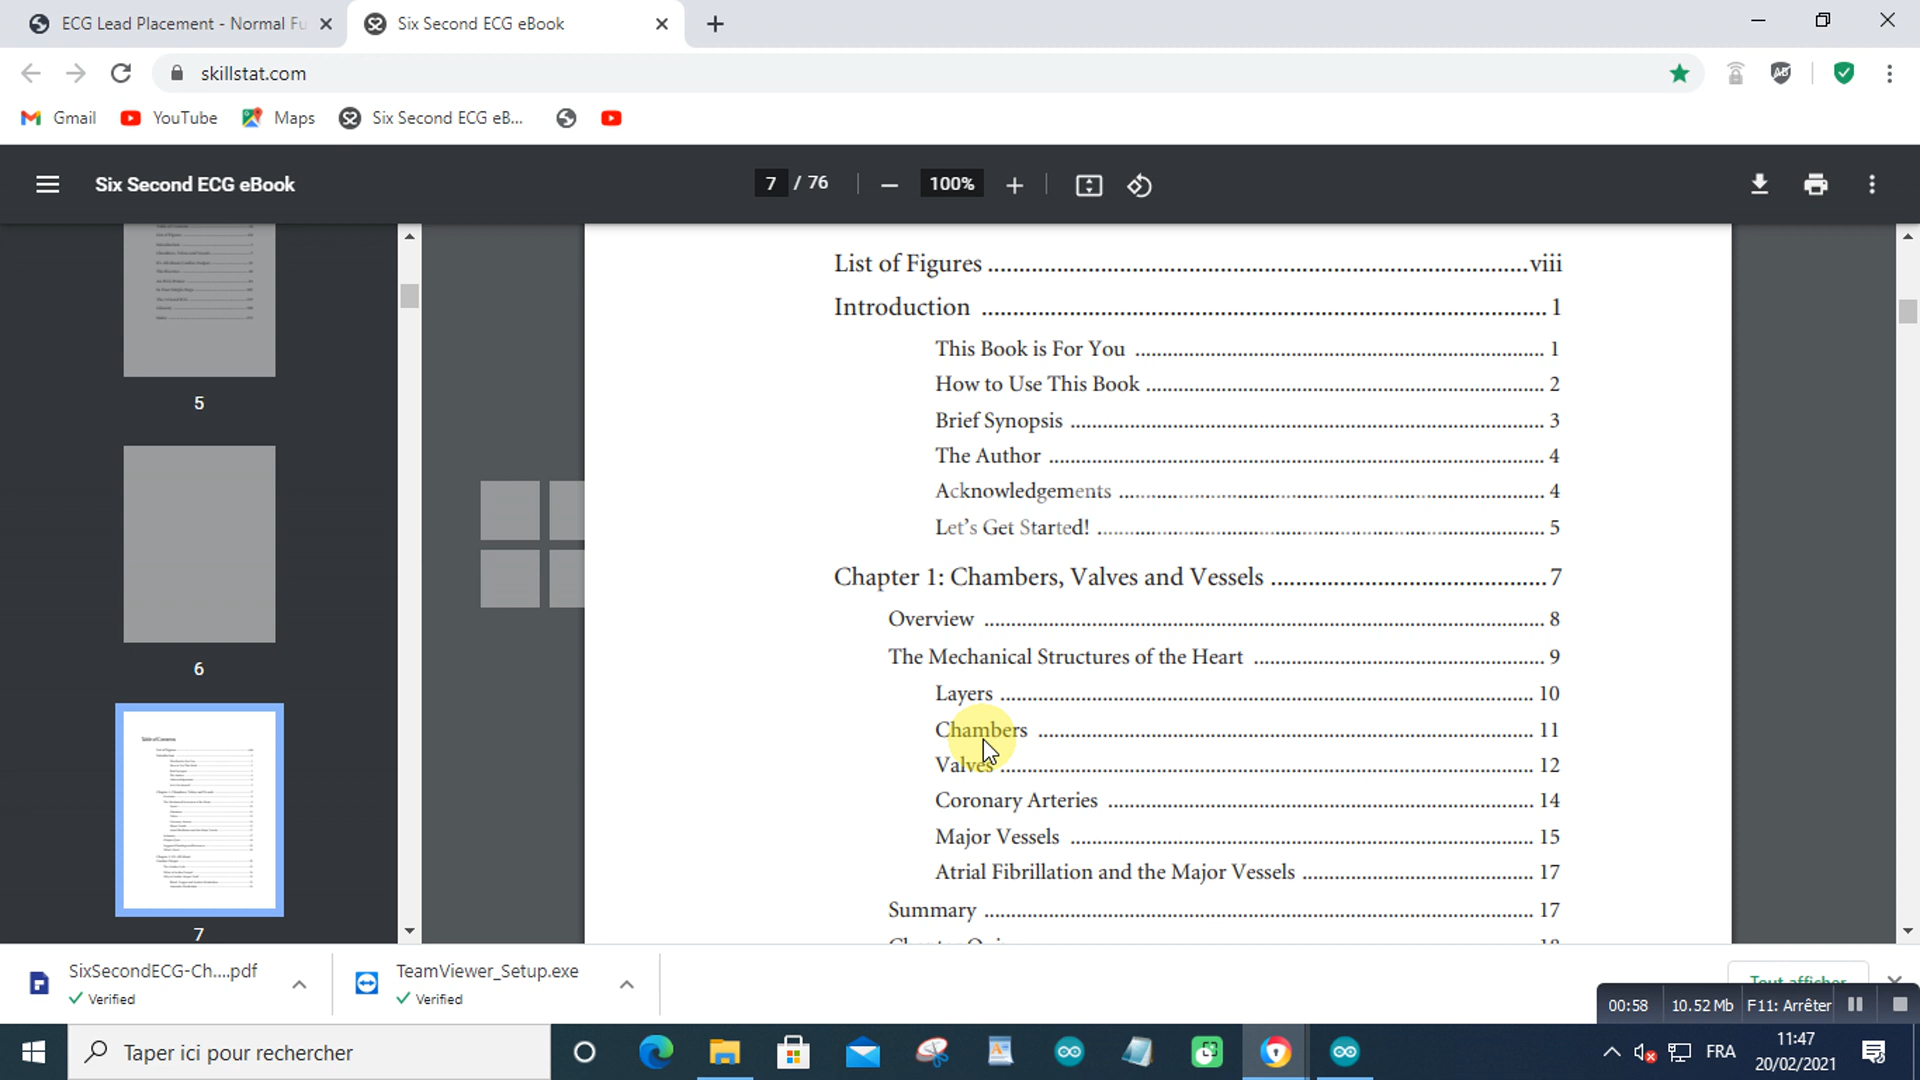 ECG Lead Placement - Normal Fu
Six Second ECG eBook
skillstat.com
Gmail
YouTube
Maps
Six Second ECG eB...
Six Second ECG eBook
7 / 76
100%
5
6
7
List of Figures ........ viii
Introduction ........ 1
This Book is For You ........ 1
How to Use This Book ........ 2
Brief Synopsis ........ 3
The Author ........ 4
Acknowledgements ........ 4
Let's Get Started! ........ 5
Chapter 1: Chambers, Valves and Vessels ........ 7
Overview ........ 8
The Mechanical Structures of the Heart ........ 9
Layers ........ 10
Chambers ........ 11
Valves ........ 12
Coronary Arteries ........ 14
Major Vessels ........ 15
Atrial Fibrillation and the Major Vessels ........ 17
Summary ........ 17
SixSecondECG-Ch....pdf
Verified
TeamViewer_Setup.exe
Verified
Tout afficher
00:58
10.52 Mb
F11: Arrêter
Taper ici pour rechercher
FRA
11:47
20/02/2021